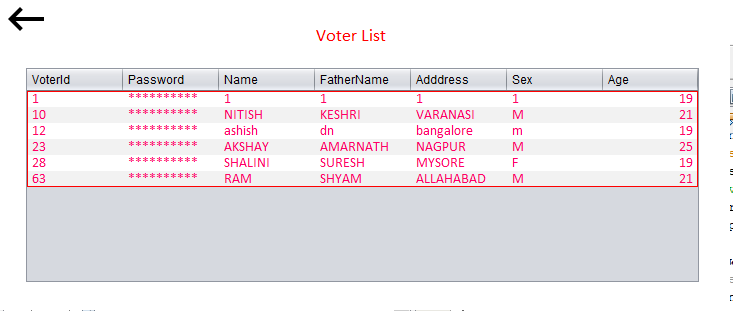 Voter List
VoterId Password Name FatherName Adddress Sex Age
1 ********** 1 1 1 1 19
10 ********** NITISH KESHRI VARANASI M 21
12 ********** ashish dn bangalore m 19
23 ********** AKSHAY AMARNATH NAGPUR M 25
28 ********** SHALINI SURESH MYSORE F 19
63 ********** RAM SHYAM ALLAHABAD M 21